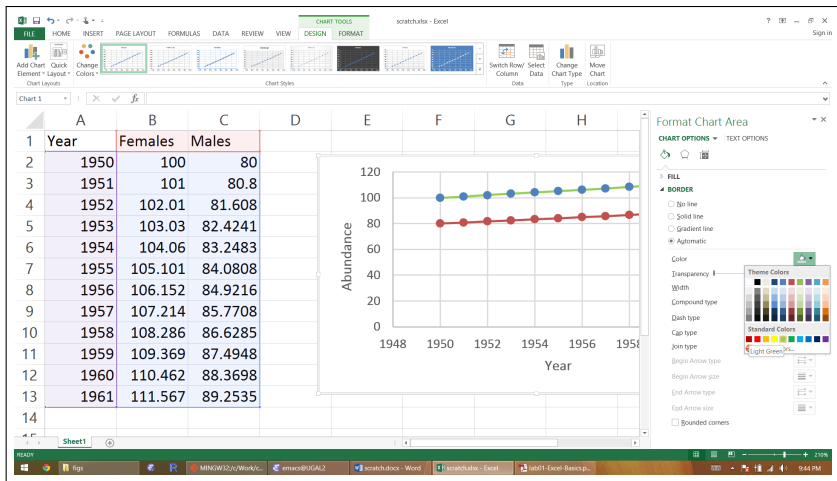 CHART TOOLS
scratch.xlsx - Excel
FILE HOME INSERT PAGE LAYOUT FORMULAS DATA REVIEW VIEW DESIGN FORMAT
Sign in
Add Chart Element
Quick Layout
Change Colors
Switch Row/ Column
Select Data
Change Chart Type
Move Chart
Chart Layouts
Chart Styles
Data
Type
Location
Chart 1
fx
A B C D E F G H
1 Year Females Males
2 1950 100 80
3 1951 101 80.8
4 1952 102.01 81.608
5 1953 103.03 82.4241
6 1954 104.06 83.2483
7 1955 105.101 84.0808
8 1956 106.152 84.9216
9 1957 107.214 85.7708
10 1958 108.286 86.6285
11 1959 109.369 87.4948
12 1960 110.462 88.3698
13 1961 111.567 89.2535
14
120
100
80
60
40
20
0
Abundance
1948 1950 1952 1954 1956 1958
Year
Format Chart Area
CHART OPTIONS TEXT OPTIONS
FILL
BORDER
No line
Solid line
Gradient line
Automatic
Color
Transparency
Width
Compound type
Dash type
Cap type
Join type
Begin Arrow type
Begin Arrow size
End Arrow type
End Arrow size
Rounded corners
Theme Colors
Standard Colors
Light Green
Sheet1
READY
210%
figs
MINGW32:/c/Work/c...
emacs@UGAL2
scratch.docx - Word
scratch.xlsx - Excel
lab01-Excel-Basics.p...
9:44 PM